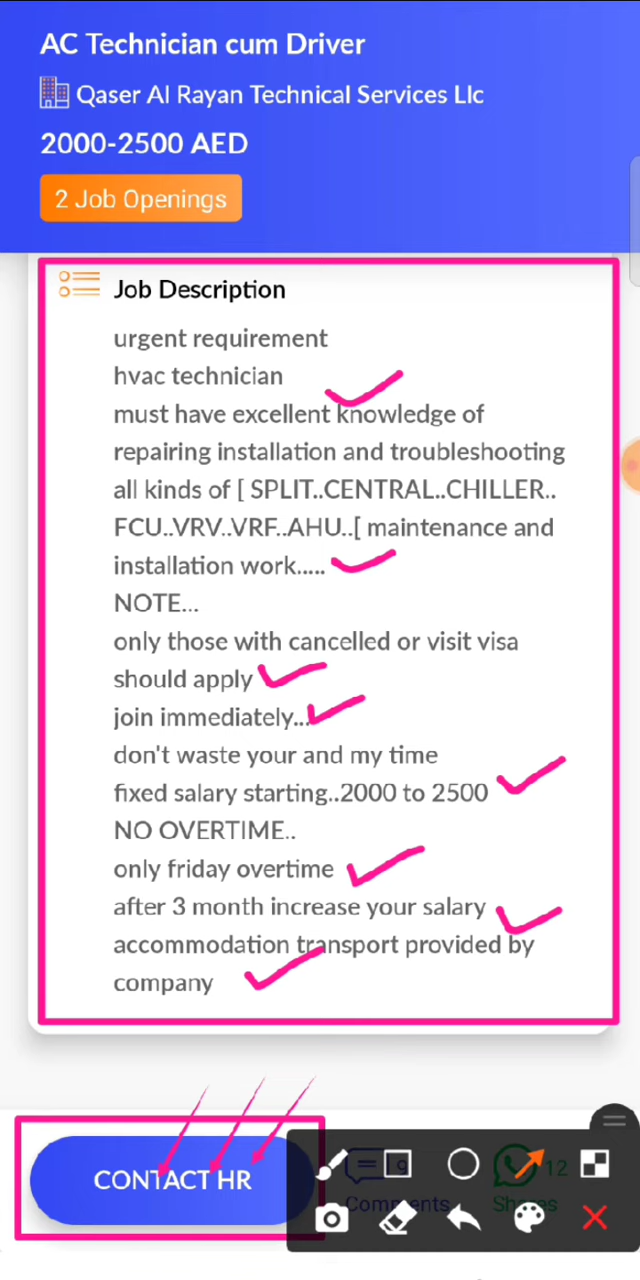 AC Technician cum Driver
Qaser Al Rayan Technical Services Llc
2000-2500 AED
2 Job Openings
Job Description
urgent requirement
hvac technician
must have excellent knowledge of
repairing installation and troubleshooting
all kinds of [ SPLIT..CENTRAL..CHILLER..
FCU..VRV..VRF..AHU..[ maintenance and
installation work.....
NOTE...
only those with cancelled or visit visa
should apply
join immediately...
don't waste your and my time
fixed salary starting..2000 to 2500
NO OVERTIME..
only friday overtime
after 3 month increase your salary
accommodation transport provided by
company
CONTACT HR
12
Comments
Shares